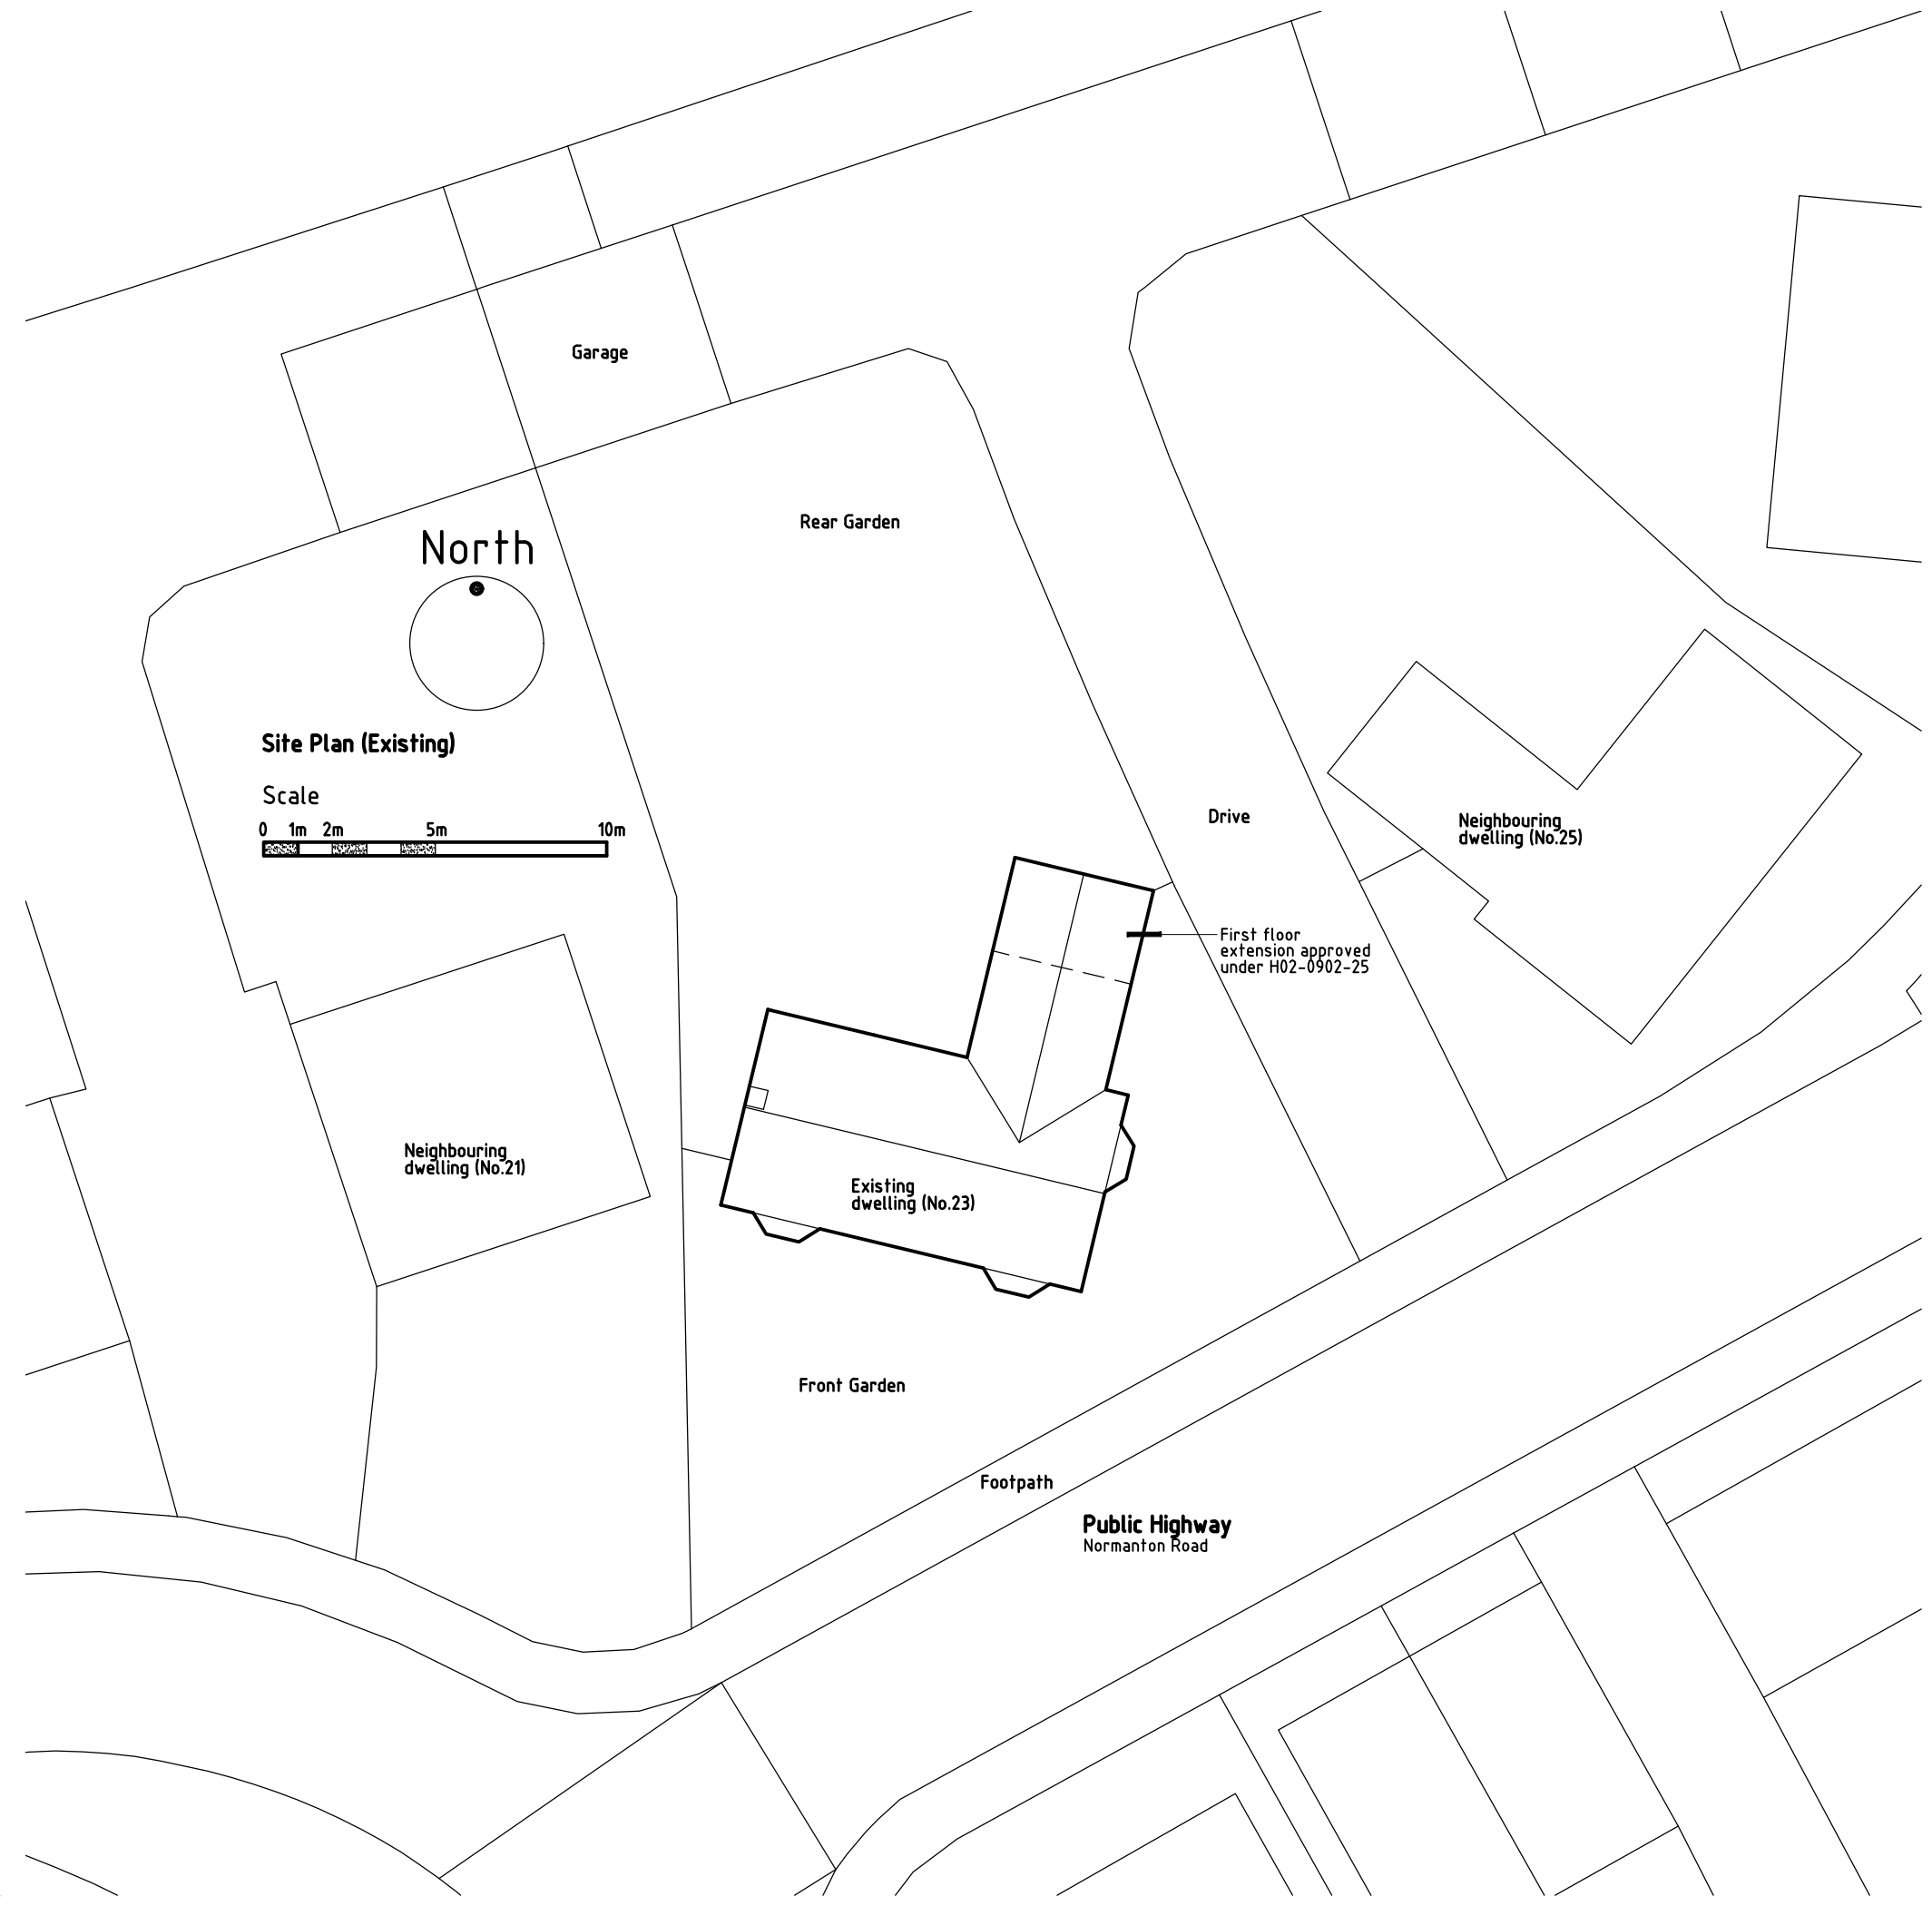 Garage
Rear Garden
North
Site Plan (Existing)
Scale
0 1m 2m 5m 10m
Drive
Neighbouring
dwelling (No.25)
First floor
extension approved
under H02-0902-25
Neighbouring
dwelling (No.21)
Existing
dwelling (No.23)
Front Garden
Footpath
Public Highway
Normanton Road